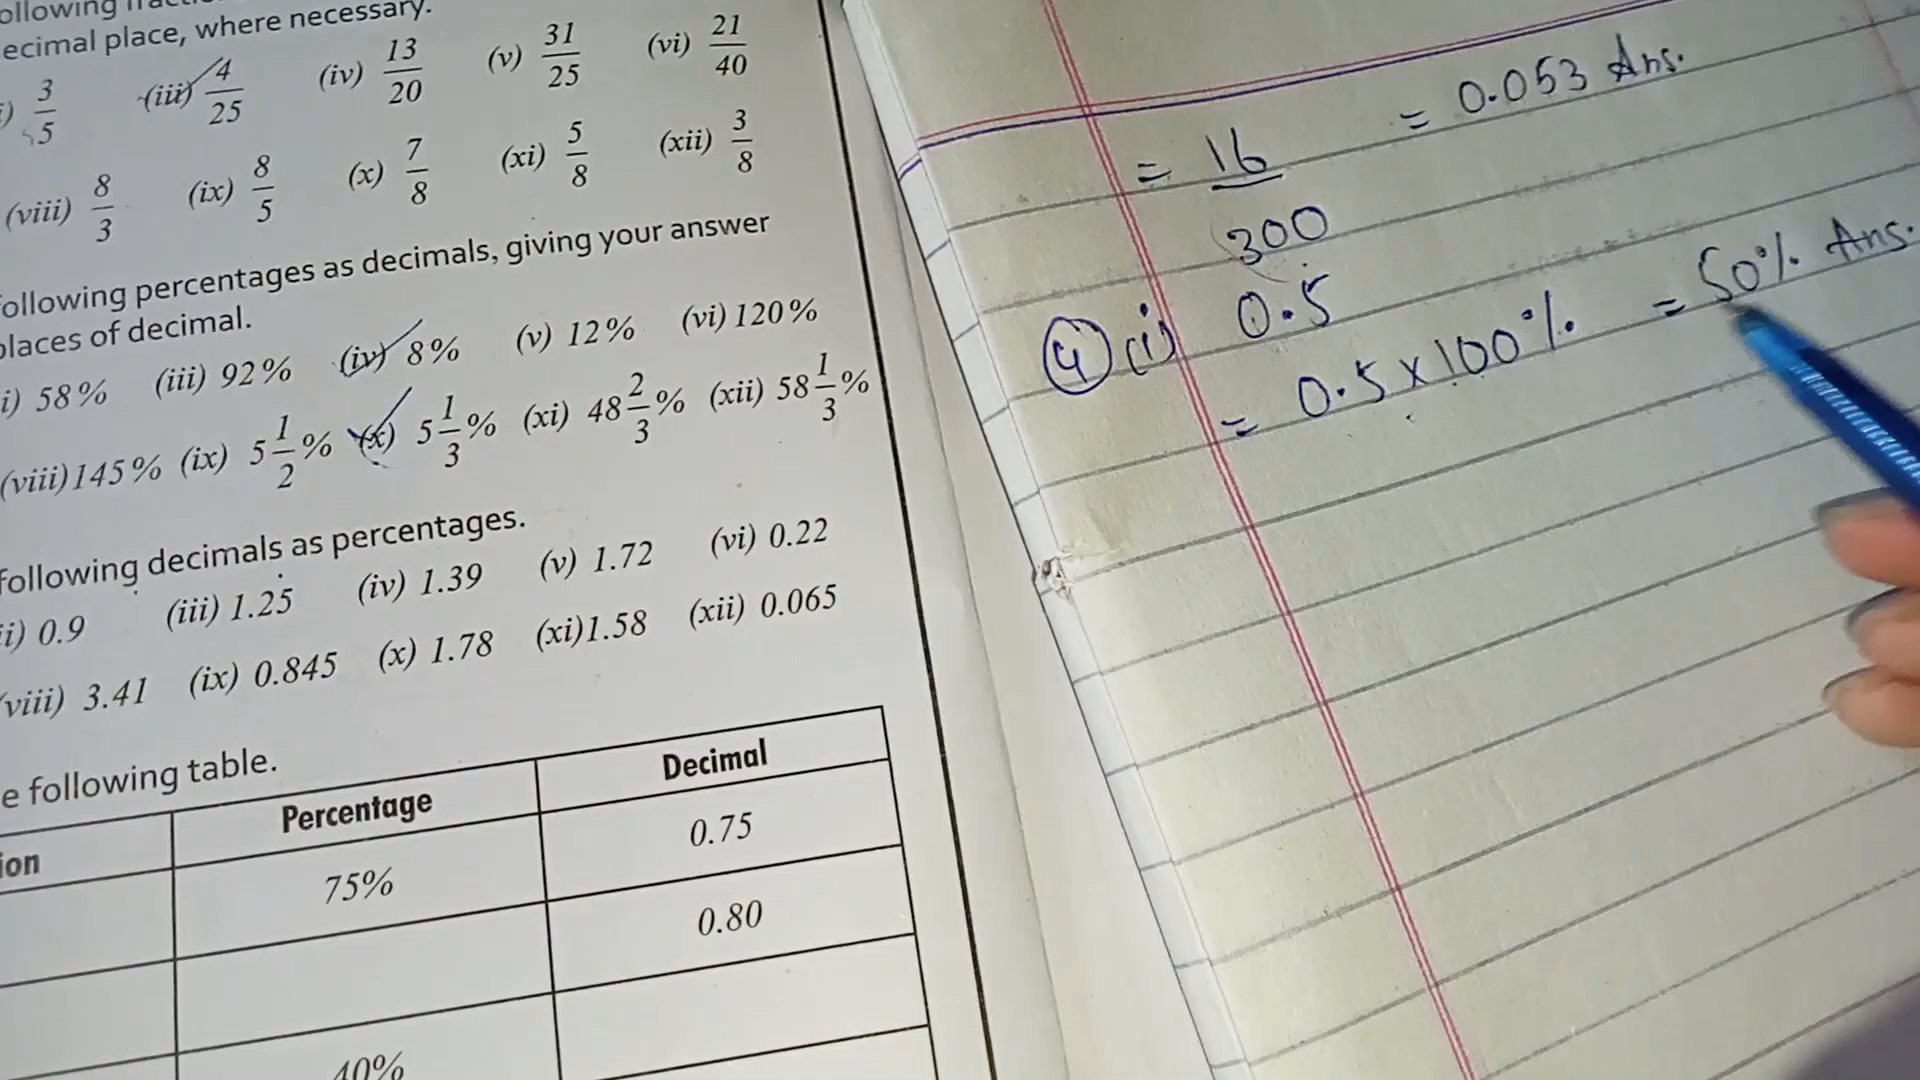 ollowing
ecimal place, where necessary.
3/5 (iii) 4/25 (iv) 13/20 (v) 31/25 (vi) 21/40
(viii) 8/3 (ix) 8/5 (x) 7/8 (xi) 5/8 (xii) 3/8
ollowing percentages as decimals, giving your answer
places of decimal.
i) 58% (iii) 92% (iv) 8% (v) 12% (vi) 120%
(viii) 145% (ix) 5 1/2% (x) 5 1/3% (xi) 48 2/3% (xii) 58 1/3%
following decimals as percentages.
ii) 0.9 (iii) 1.25 (iv) 1.39 (v) 1.72 (vi) 0.22
viii) 3.41 (ix) 0.845 (x) 1.78 (xi) 1.58 (xii) 0.065
e following table.
ion Percentage Decimal
75% 0.75
0.80
40%
= 16/300 = 0.053 Ans.
4 (i) 0.5
= 0.5 x 100% = 50% Ans.